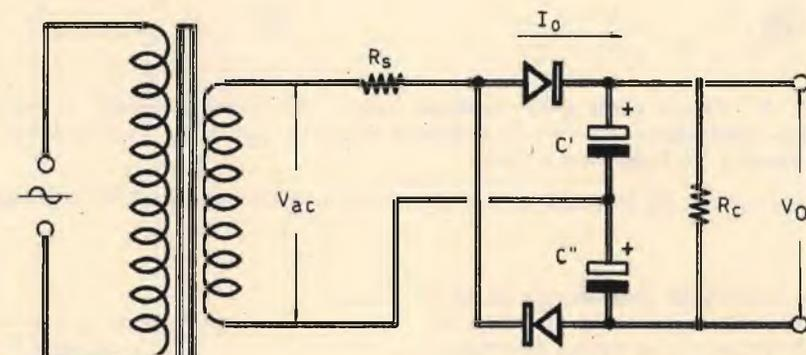 I₀
Rs
+
C'
Vac
Rc
V₀
C"
+